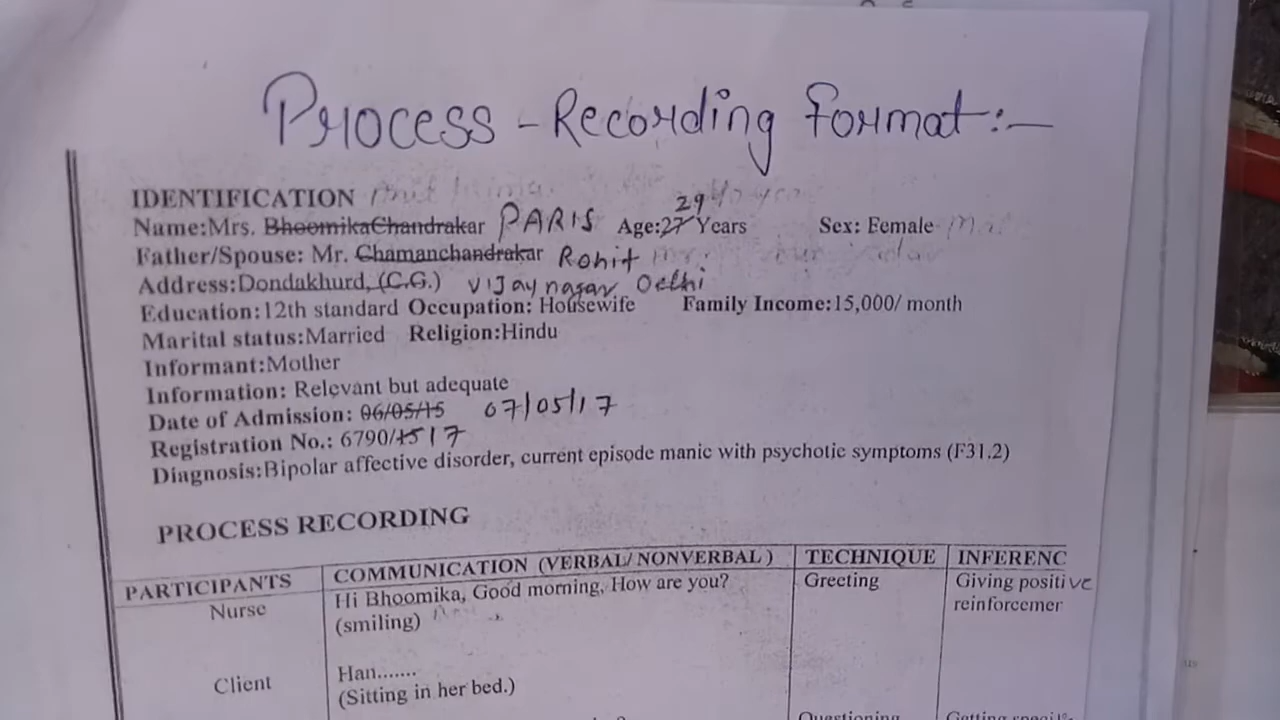 Process - Recording Format:-
IDENTIFICATION
Name:Mrs. BhoomikaChandrakar PARIS Age:27 29 Years Sex: Female
Father/Spouse: Mr. Chamanchandrakar Rohit
Address:Dondakhurd, (C.G.) Vijay nagar Delhi
Education:12th standard Occupation: Housewife Family Income:15,000/ month
Marital status:Married Religion:Hindu
Informant:Mother
Information: Relevant but adequate
Date of Admission: 06/05/15 07/05/17
Registration No.: 6790/15 17
Diagnosis:Bipolar affective disorder, current episode manic with psychotic symptoms (F31.2)
PROCESS RECORDING
PARTICIPANTS COMMUNICATION (VERBAL/ NONVERBAL ) TECHNIQUE INFERENC
Nurse Hi Bhoomika, Good morning, How are you? Greeting Giving positive
(smiling) reinforcemer
Client Han.......
(Sitting in her bed.)
Questioning